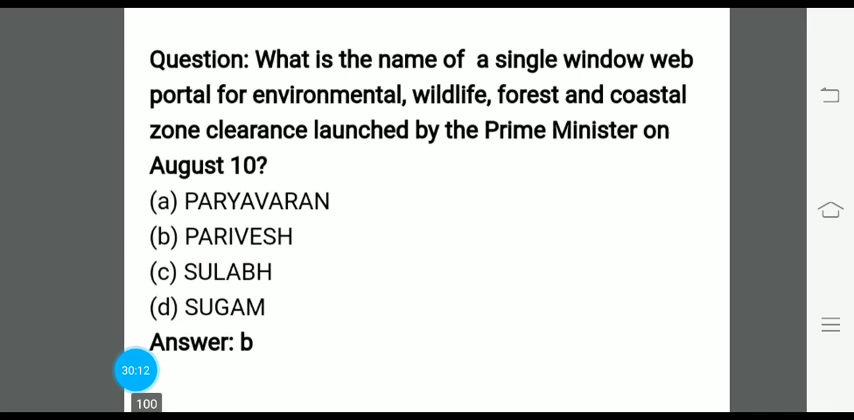 Question: What is the name of a single window web
portal for environmental, wildlife, forest and coastal
zone clearance launched by the Prime Minister on
August 10?
(a) PARYAVARAN
(b) PARIVESH
(c) SULABH
(d) SUGAM
Answer: b
30:12
100